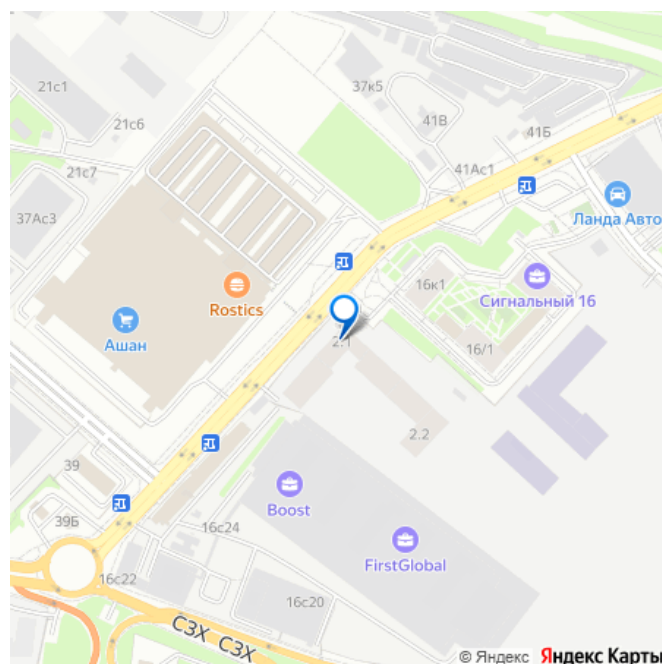 21с1
37к5
41В
41Б
21с6
21с7
41Ас1
37Ас3
Ланда Авто
16к1
Rostics
Сигнальный 16
Ашан
2.1
16/1
2.2
39
Boost
39Б
16с24
FirstGlobal
16с22
16с20
СЗХ СЗХ
© Яндекс Яндекс Карты